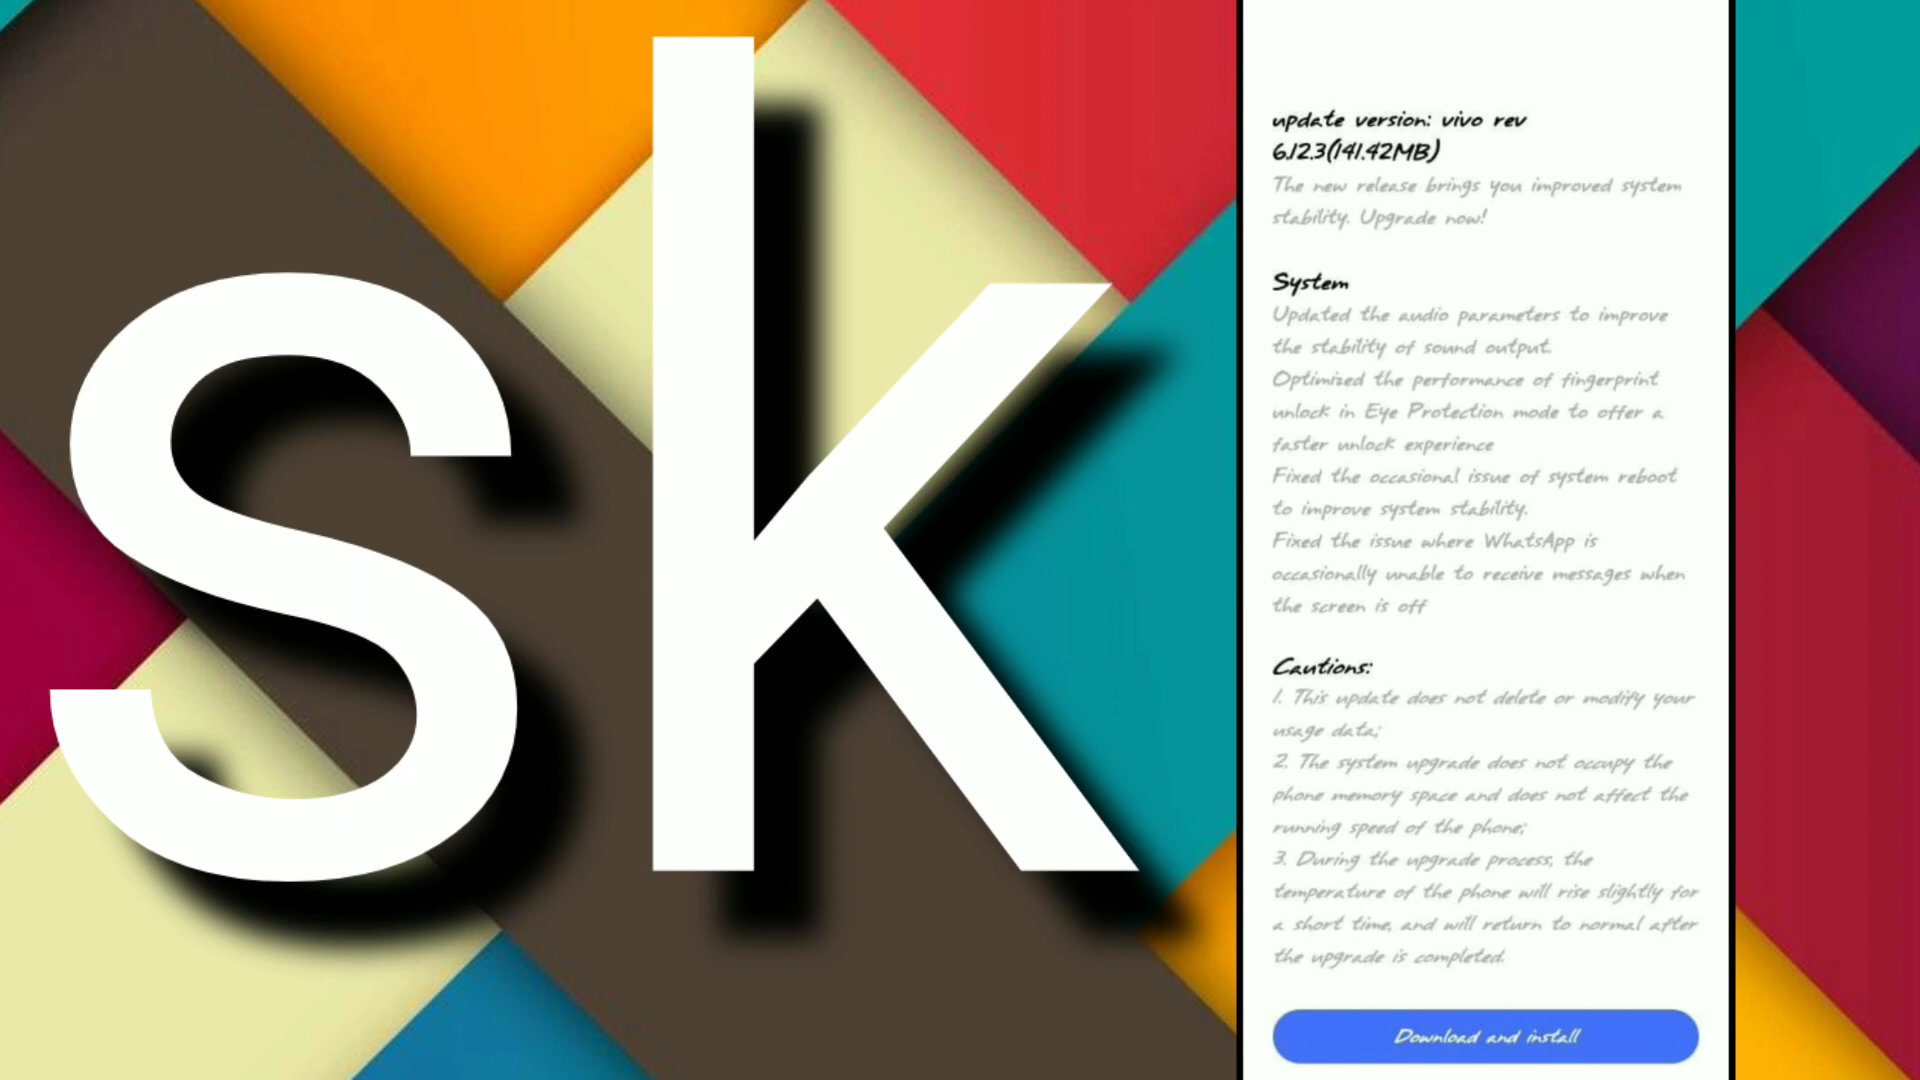 sk
update version: vivo rev
6.12.3(141.42MB)
The new release brings you improved system
stability. Upgrade now!
System
Updated the audio parameters to improve
the stability of sound output.
Optimized the performance of fingerprint
unlock in Eye Protection mode to offer a
faster unlock experience
Fixed the occasional issue of system reboot
to improve system stability.
Fixed the issue where WhatsApp is
occasionally unable to receive messages when
the screen is off
Cautions:
1. This update does not delete or modify your
usage data;
2. The system upgrade does not occupy the
phone memory space and does not affect the
running speed of the phone;
3. During the upgrade process, the
temperature of the phone will rise slightly for
a short time, and will return to normal after
the upgrade is completed.
Download and install